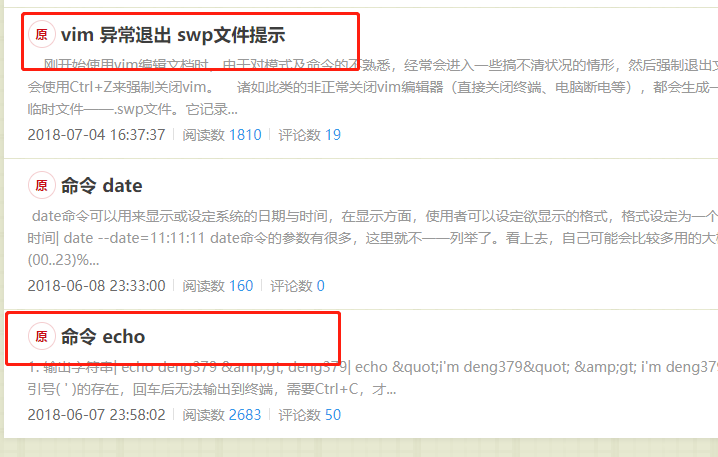 原 vim 异常退出 swp文件提示
刚开始使用vim编辑文档时，由于对模式及命令的不熟悉，经常会进入一些搞不清状况的情形，然后强制退出文
会使用Ctrl+Z来强制关闭vim。 诸如此类的非正常关闭vim编辑器（直接关闭终端、电脑断电等），都会生成一
临时文件——.swp文件。它记录...
2018-07-04 16:37:37 阅读数 1810 评论数 19
原 命令 date
date命令可以用来显示或设定系统的日期与时间，在显示方面，使用者可以设定欲显示的格式，格式设定为一个
时间| date --date=11:11:11 date命令的参数有很多，这里就不一一列举了。看上去，自己可能会比较多用的大概
(00..23)%...
2018-06-08 23:33:00 阅读数 160 评论数 0
原 命令 echo
1. 输出字符串| echo deng379 &amp;gt; deng379| echo &quot;i'm deng379&quot; &amp;gt; i'm deng379
引号( ' )的存在，回车后无法输出到终端，需要Ctrl+C，才...
2018-06-07 23:58:02 阅读数 2683 评论数 50